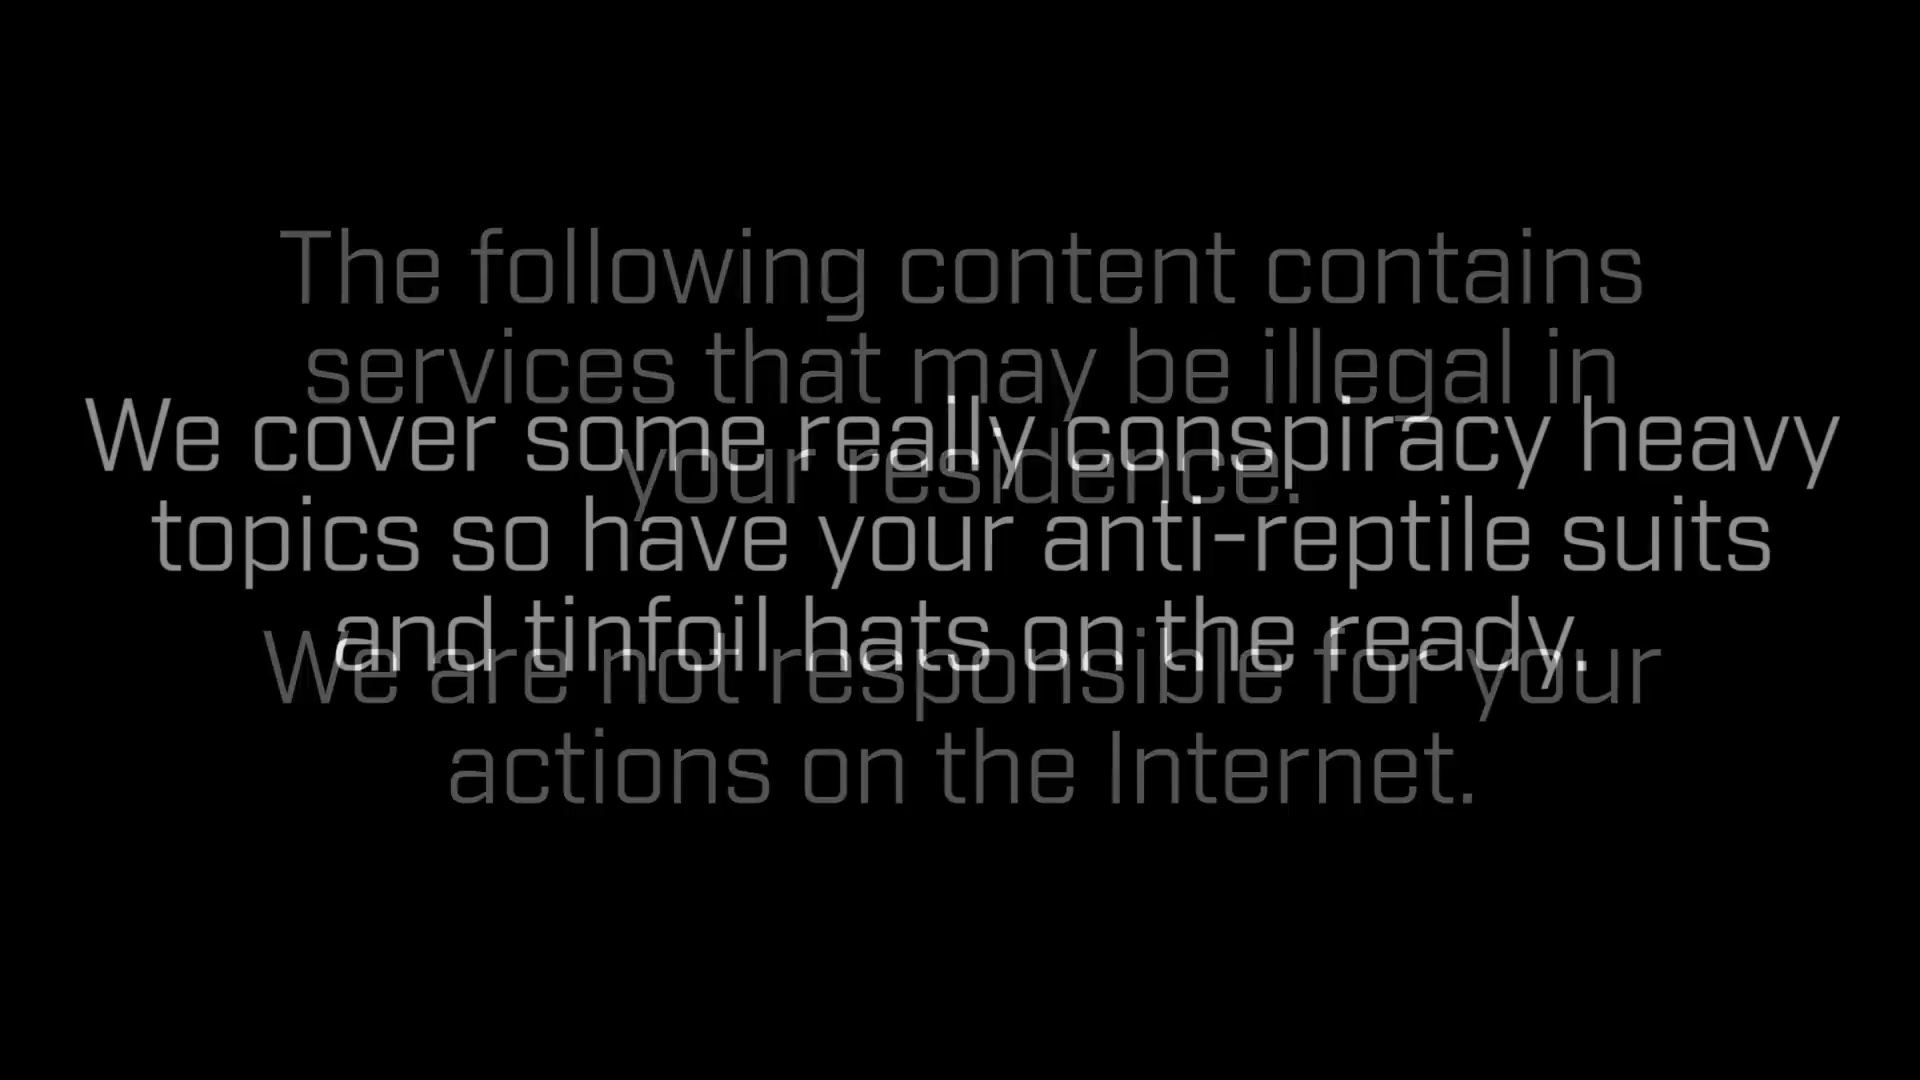 The following content contains
services that may be illegal in
your residence.
We cover some really conspiracy heavy
topics so have your anti-reptile suits
and tinfoil hats on the ready.
We are not responsible for your
actions on the Internet.